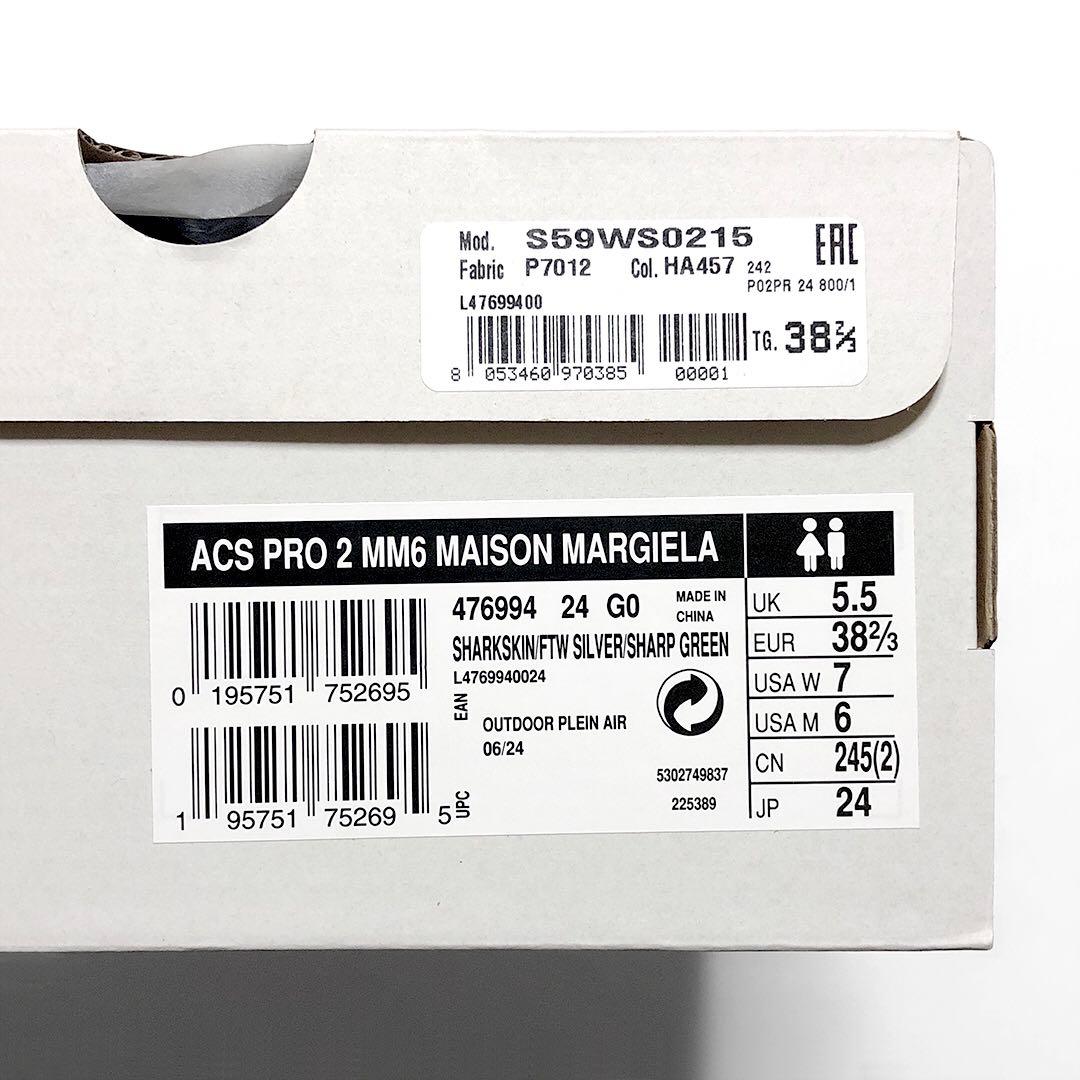 Mod. S59WS0215
Fabric P7012 Col. HA457 242
P02PR 24 800/1
EAC
L47699400
TG. 38⅔
8 053460 970385 00001
ACS PRO 2 MM6 MAISON MARGIELA
476994 24 G0 MADE IN
CHINA
SHARKSKIN/FTW SILVER/SHARP GREEN
L4769940024
0 195751 752695 EAN
OUTDOOR PLEIN AIR
06/24
5302749837
225389
1 95751 75269 5 UPC
UK 5.5
EUR 38⅔
USA W 7
USA M 6
CN 245(2)
JP 24